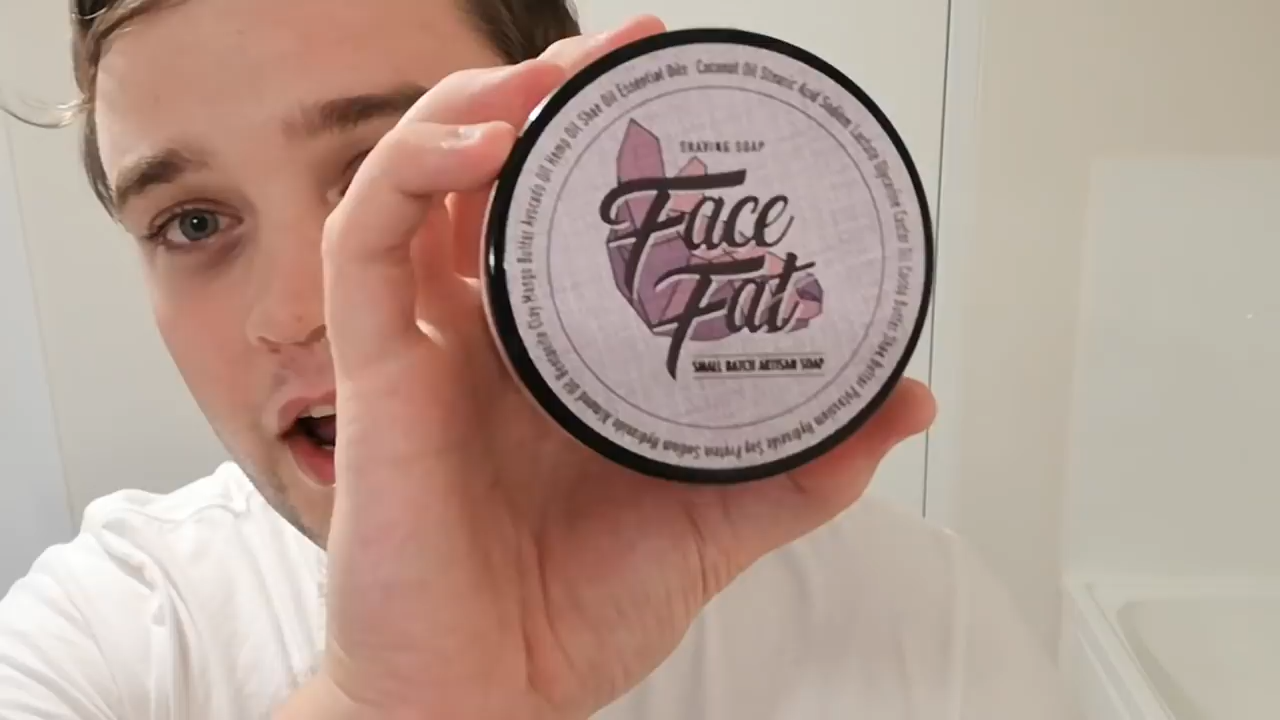 SHAVING SOAP
Face
Fat
SMALL BATCH ARTISAN SOAP
Coconut Oil Stearic Acid Sodium Lactate Glycerine Castor Oil Cocoa Butter Shea Butter Potassium Hydroxide Soy Protein Sodium Hydroxide Almond Oil Bentonite Clay Mango Butter Avocado Oil Hemp Oil Shae Oil Essential Oils